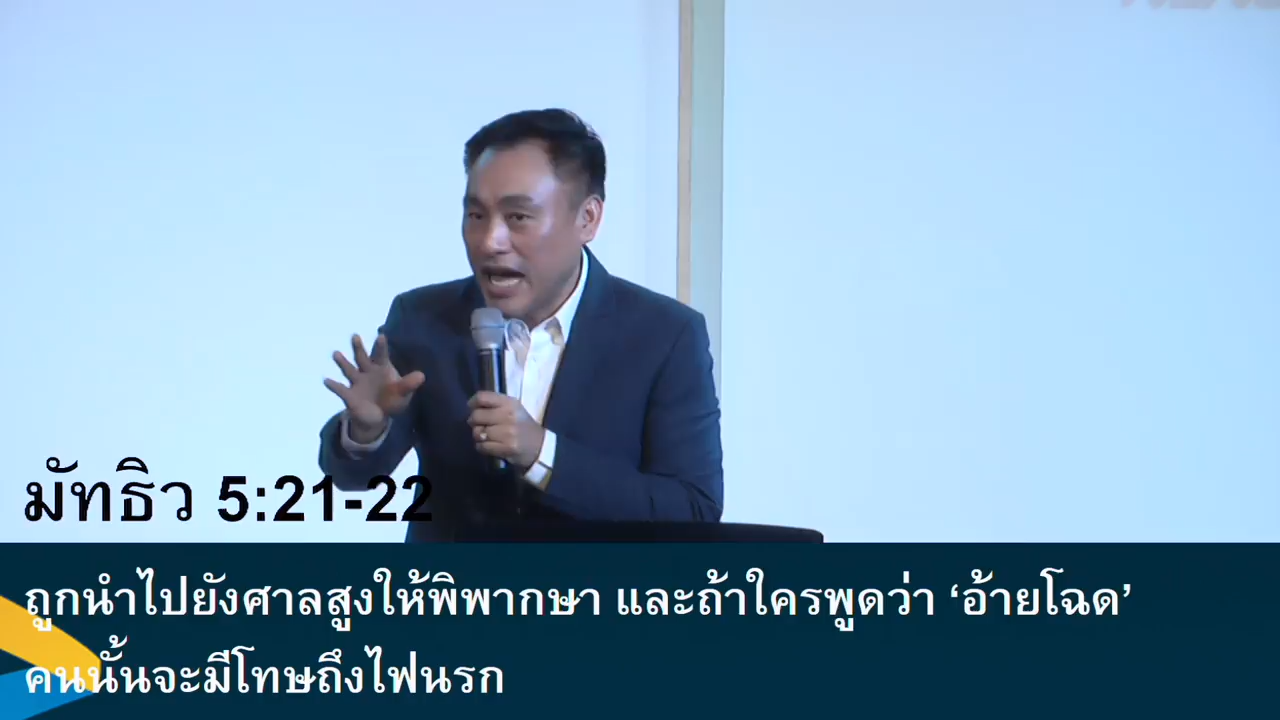 มัทธิว 5:21-22
ถูกนำไปยังศาลสูงให้พิพากษา และถ้าใครพูดว่า ‘อ้ายโฉด’
คนนั้นจะมีโทษถึงไฟนรก